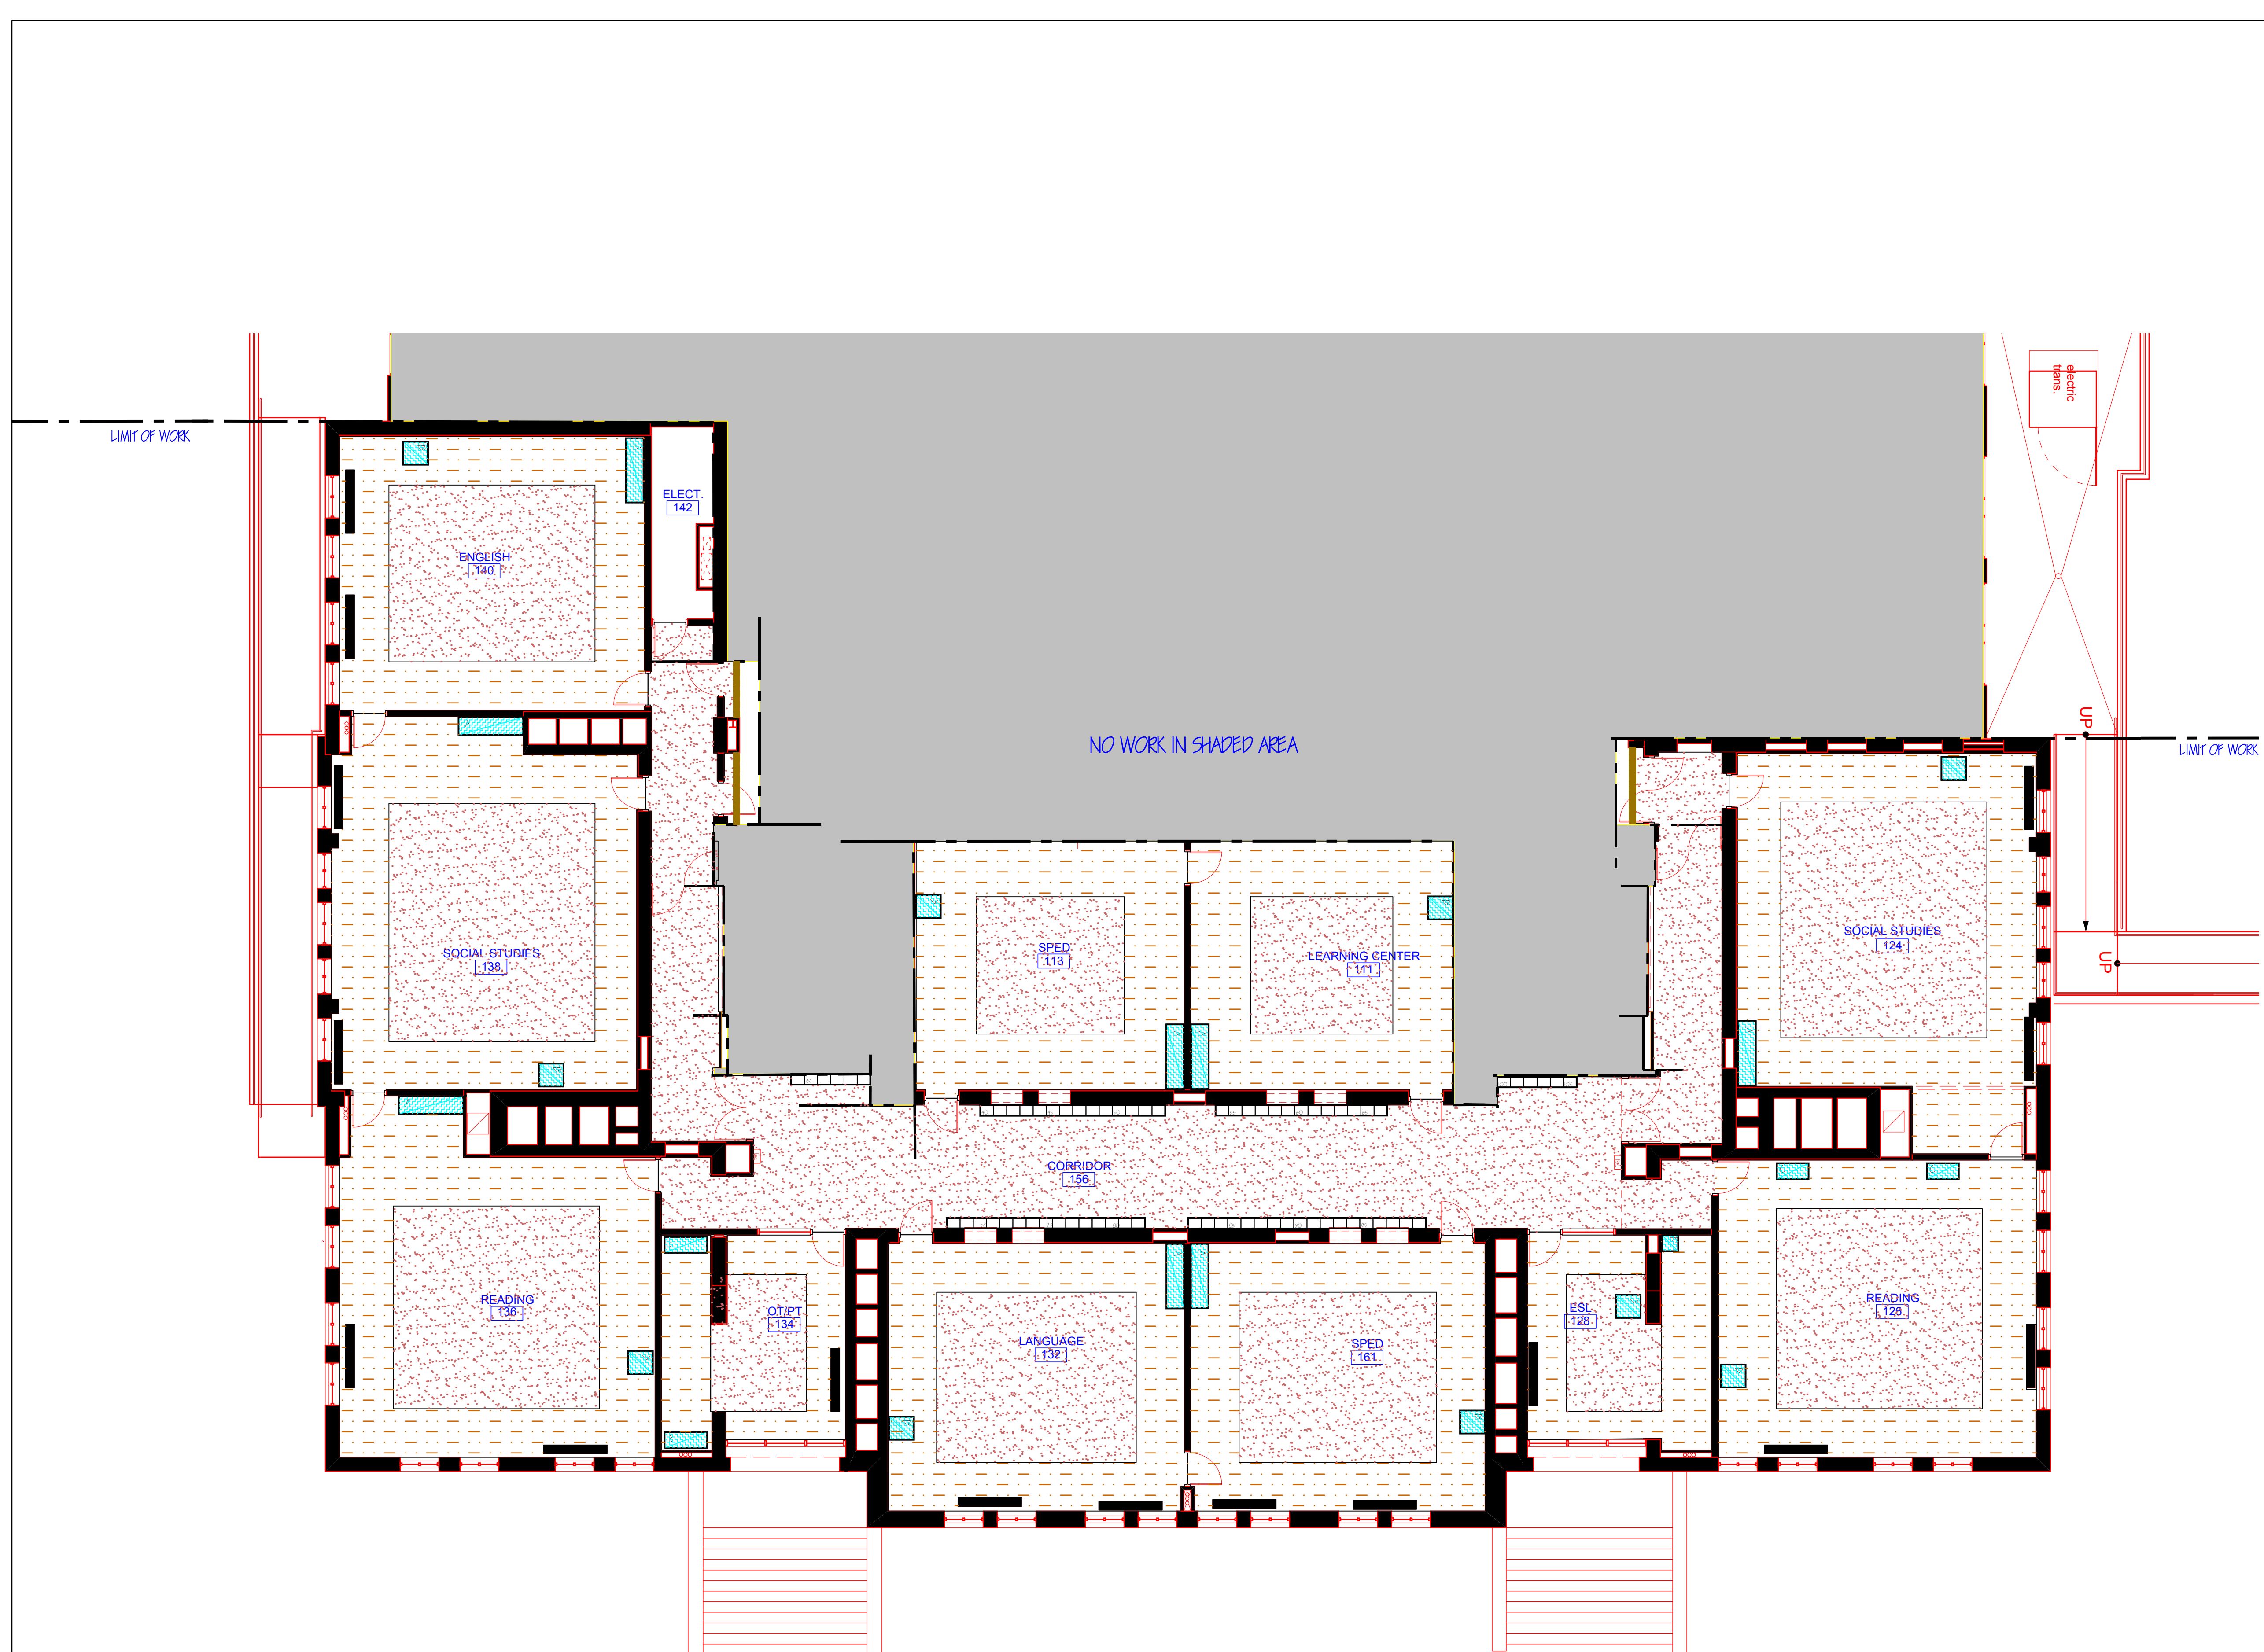 electric
trans.
LIMIT OF WORK
ELECT.
142
ENGLISH
140
UP
NO WORK IN SHADED AREA
LIMIT OF WORK
SOCIAL STUDIES
138
SPED
113
LEARNING CENTER
111
SOCIAL STUDIES
124
UP
CORRIDOR
156
READING
136
OT/PT
134
LANGUAGE
132
SPED
161
ESL
128
READING
126